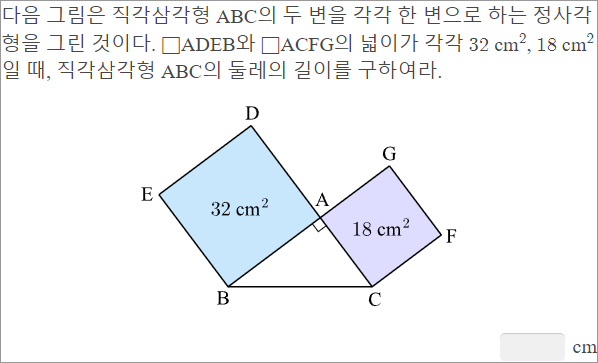 다음 그림은 직각삼각형 ABC의 두 변을 각각 한 변으로 하는 정사각
형을 그린 것이다. □ADEB와 □ACFG의 넓이가 각각 32 cm², 18 cm²
일 때, 직각삼각형 ABC의 둘레의 길이를 구하여라.
D
G
E
A
32 cm²
18 cm²
F
B
C
cm